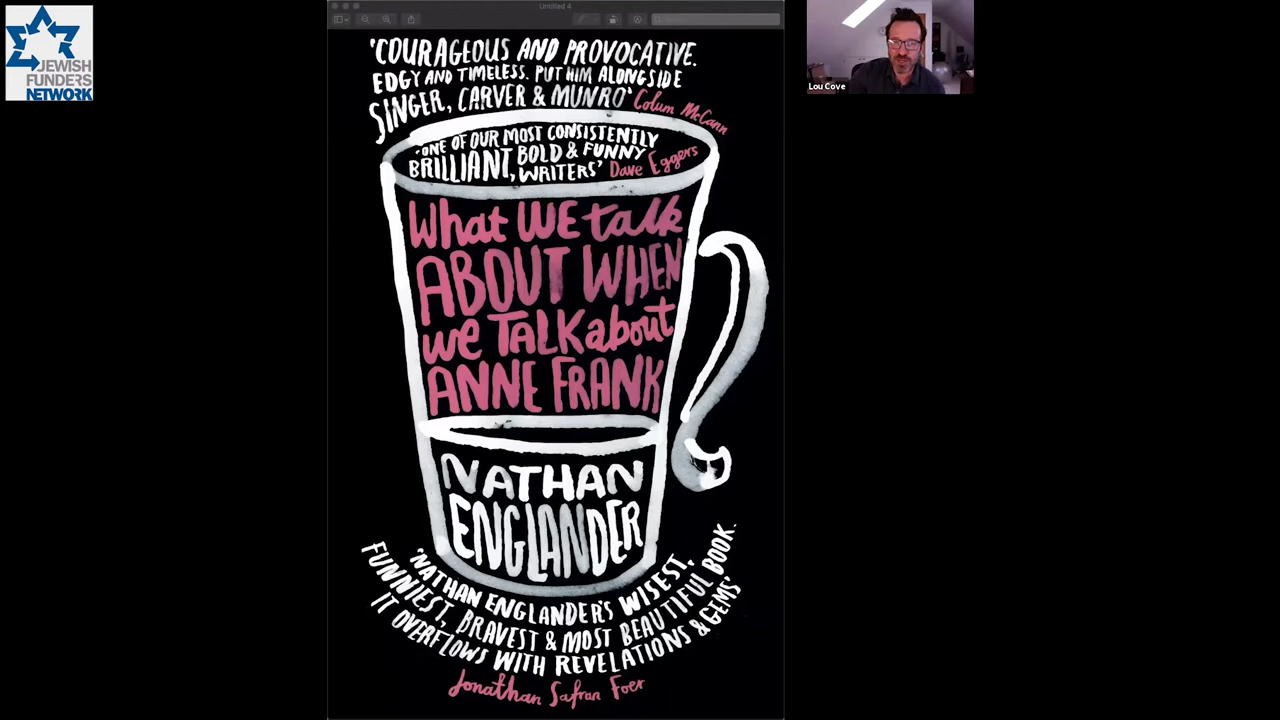 Untitled 4
JEWISH
FUNDERS
NETWORK
Lou Cove
'COURAGEOUS AND PROVOCATIVE.
EDGY AND TIMELESS. PUT HIM ALONGSIDE
SINGER, CARVER & MUNRO' Colum McCann
'ONE OF OUR MOST CONSISTENTLY
BRILLIANT, BOLD & FUNNY
WRITERS' Dave Eggers
What WE talk
ABOUT WHEN
we TALK about
ANNE FRANK
NATHAN
ENGLANDER
'NATHAN ENGLANDER'S WISEST,
FUNNIEST, BRAVEST & MOST BEAUTIFUL BOOK.
IT OVERFLOWS WITH REVELATIONS & GEMS'
Jonathan Safran Foer